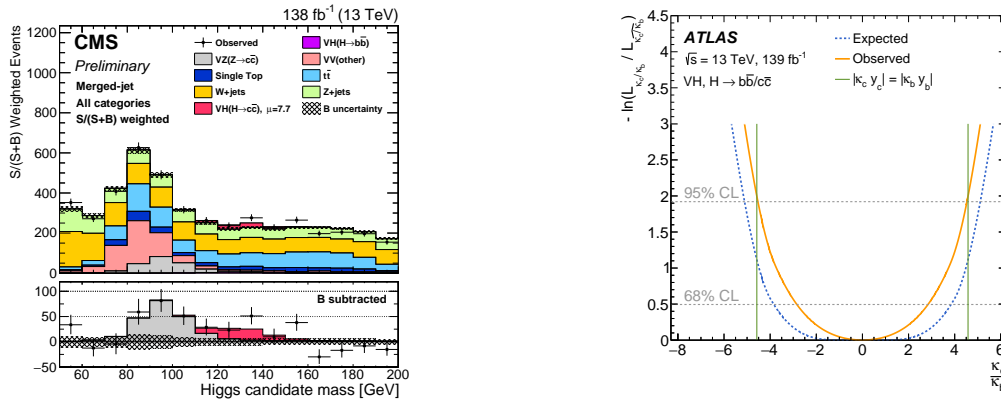 138 fb⁻¹ (13 TeV)
CMS
Preliminary
Merged-jet
All categories
S/(S+B) weighted
Observed
VZ(Z→cc̄)
Single Top
W+jets
VH(H→cc̄), μ=7.7
VH(H→bb̄)
VV(other)
tt̄
Z+jets
B uncertainty
S/(S+B) Weighted Events
1200
1000
800
600
400
200
0
B subtracted
100
50
0
−50
60 80 100 120 140 160 180 200
Higgs candidate mass [GeV]
ATLAS
√s = 13 TeV, 139 fb⁻¹
VH, H → bb̄/cc̄
Expected
Observed
|κc yc| = |κb yb|
- ln(Lκc/κb / Lκ̂c/κb)
4.5
4
3.5
3
2.5
2
1.5
1
0.5
0
95% CL
68% CL
−8 −6 −4 −2 0 2 4 6
κ
κ